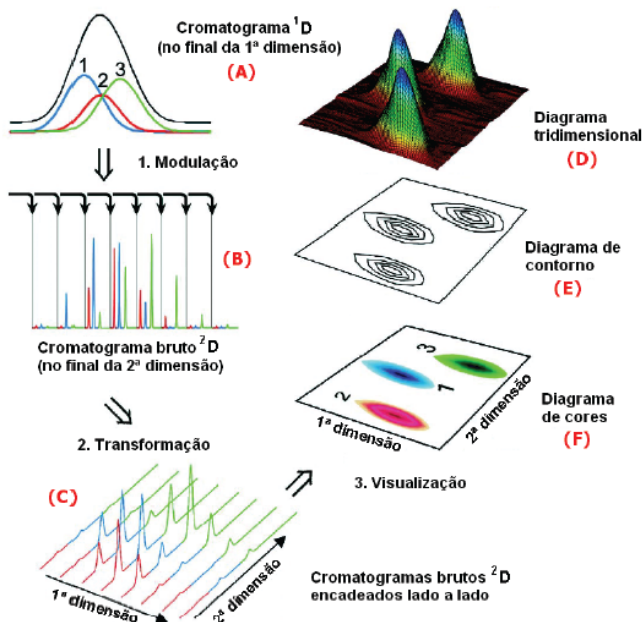 Cromatograma ¹D
(no final da 1ª dimensão)
(A)
1
2
3
1. Modulação
(B)
Cromatograma bruto ²D
(no final da 2ª dimensão)
2. Transformação
(C)
1ª dimensão
2ª dimensão
Cromatogramas brutos ²D
encadeados lado a lado
3. Visualização
Diagrama
tridimensional
(D)
Diagrama de
contorno
(E)
3
1
2
1ª dimensão
2ª dimensão
Diagrama
de cores
(F)